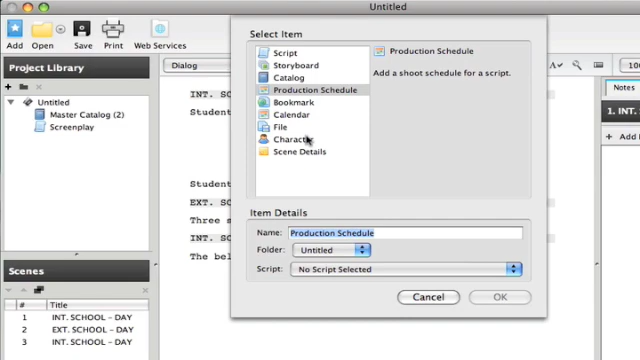 Untitled
Add
Open
Save
Print
Web Services
Project Library
Untitled
Master Catalog (2)
Screenplay
Scenes
#
Title
1
INT. SCHOOL - DAY
2
EXT. SCHOOL - DAY
3
INT. SCHOOL - DAY
Dialog
INT. SC
Student
Student
EXT. SC
Three s
INT. SC
The bel
Select Item
Script
Storyboard
Catalog
Production Schedule
Bookmark
Calendar
File
Scene Details
Production Schedule
Add a shoot schedule for a script.
Item Details
Name:
Production Schedule
Folder:
Untitled
Script:
No Script Selected
Cancel
OK
Notes
1. INT. S
Add